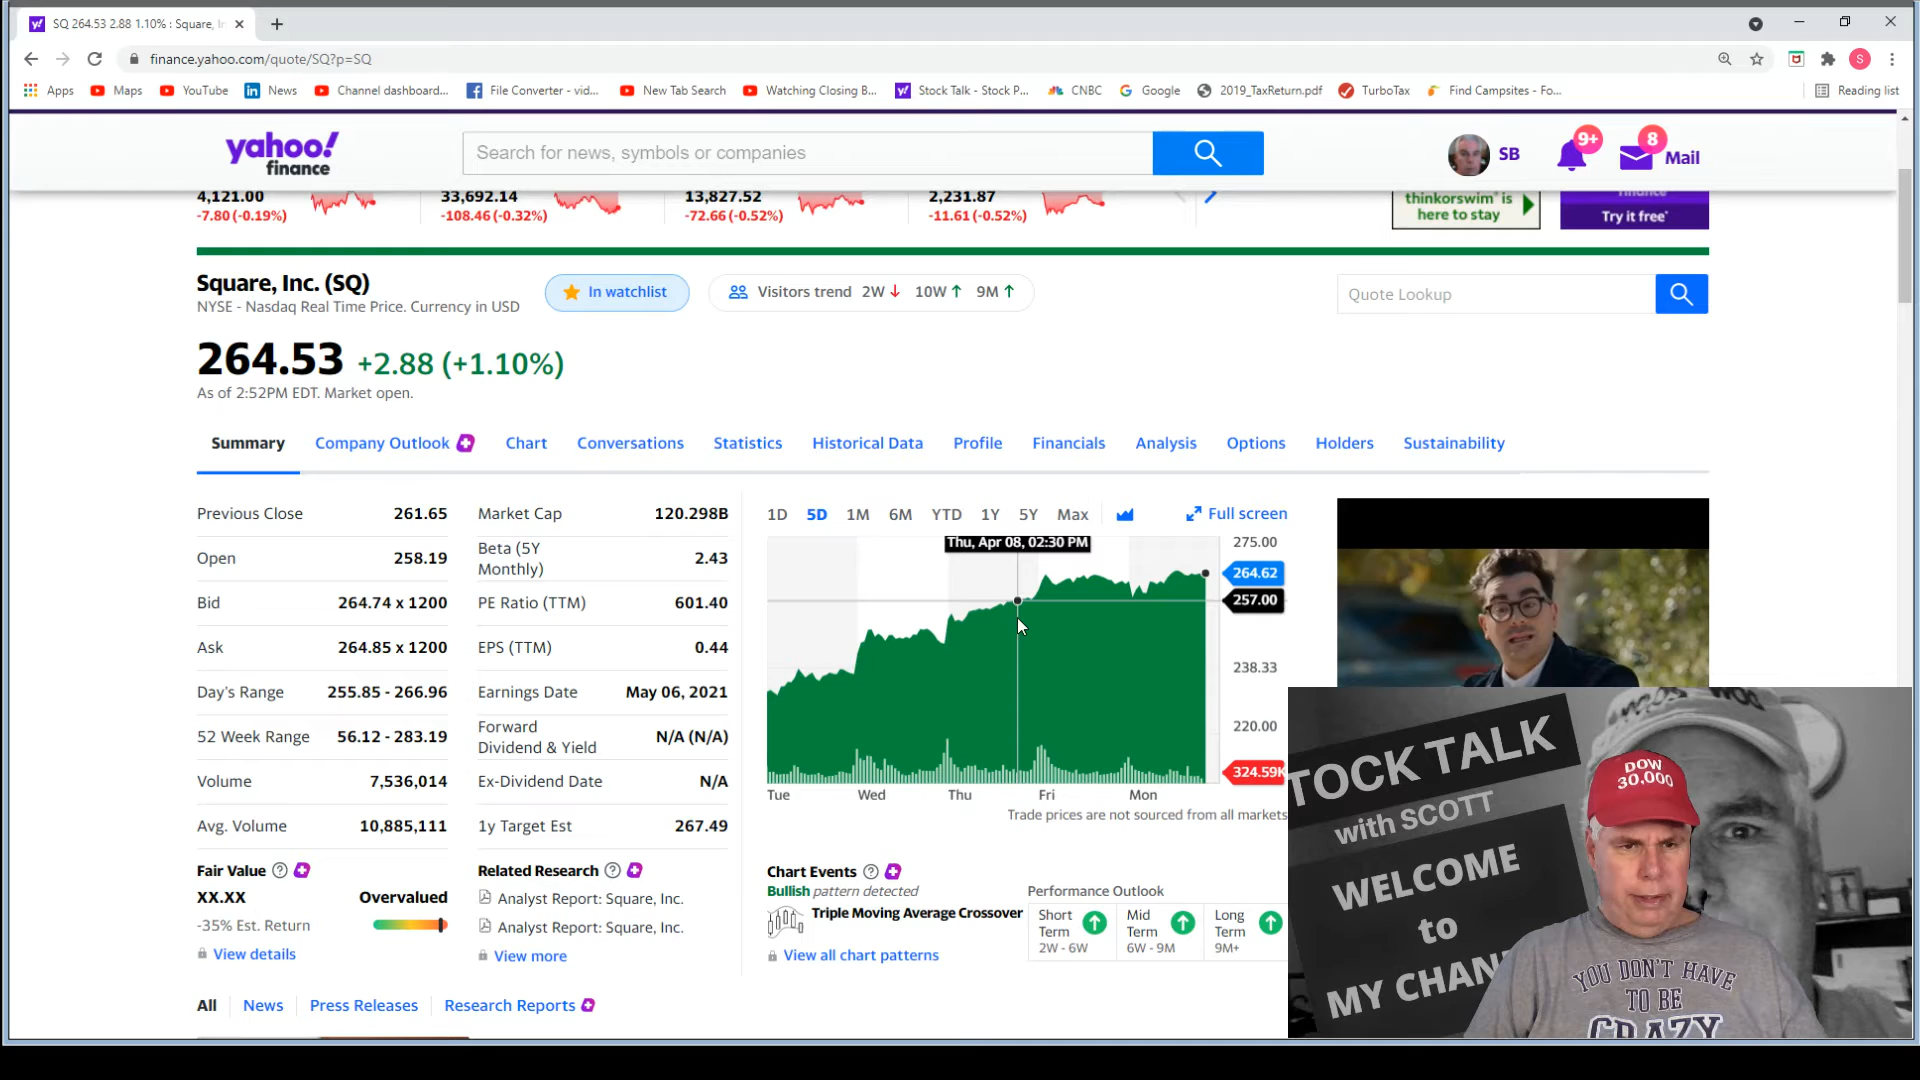 SQ 264.53 2.88 1.10% : Square, I
finance.yahoo.com/quote/SQ?p=SQ
Apps Maps YouTube News Channel dashboard... File Converter - vid... New Tab Search Watching Closing B... Stock Talk - Stock P... CNBC Google 2019_TaxReturn.pdf TurboTax Find Campsites - Fo... Reading list
yahoo!
finance
Search for news, symbols or companies
SB 9+ 8 Mail
4,121.00 33,692.14 13,827.52 2,231.87
-7.80 (-0.19%) -108.46 (-0.32%) -72.66 (-0.52%) -11.61 (-0.52%)
thinkorswim® is
here to stay
finance
Try it free*
Square, Inc. (SQ)
NYSE - Nasdaq Real Time Price. Currency in USD
In watchlist
Visitors trend 2W ↓ 10W ↑ 9M ↑
Quote Lookup
264.53 +2.88 (+1.10%)
As of 2:52PM EDT. Market open.
Summary Company Outlook Chart Conversations Statistics Historical Data Profile Financials Analysis Options Holders Sustainability
Previous Close 261.65
Open 258.19
Bid 264.74 x 1200
Ask 264.85 x 1200
Day's Range 255.85 - 266.96
52 Week Range 56.12 - 283.19
Volume 7,536,014
Avg. Volume 10,885,111
Market Cap 120.298B
Beta (5Y
Monthly) 2.43
PE Ratio (TTM) 601.40
EPS (TTM) 0.44
Earnings Date May 06, 2021
Forward
Dividend & Yield N/A (N/A)
Ex-Dividend Date N/A
1y Target Est 267.49
1D 5D 1M 6M YTD 1Y 5Y Max Full screen
Thu, Apr 08, 02:30 PM
275.00
264.62
257.00
238.33
220.00
324.59K
Tue Wed Thu Fri Mon
Trade prices are not sourced from all markets
Fair Value
XX.XX Overvalued
-35% Est. Return
View details
Related Research
Analyst Report: Square, Inc.
Analyst Report: Square, Inc.
View more
Chart Events
Bullish pattern detected
Triple Moving Average Crossover
View all chart patterns
Performance Outlook
Short
Term
2W - 6W
Mid
Term
6W - 9M
Long
Term
9M+
All News Press Releases Research Reports
TOCK TALK
with SCOTT
WELCOME
to
MY CHAN
DOW
30,000
YOU DON'T HAVE
TO BE
CRAZY